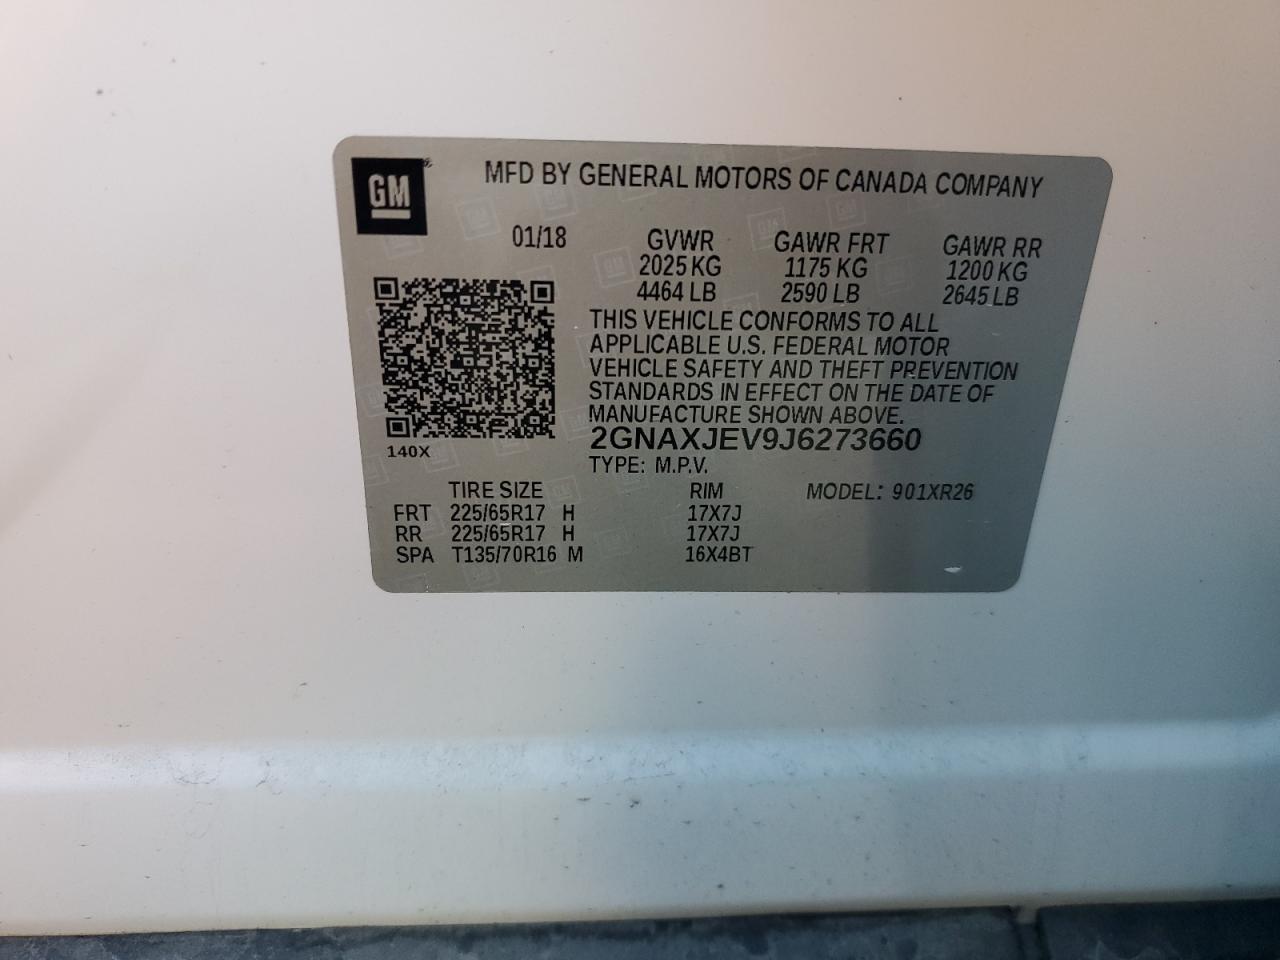 GM
MFD BY GENERAL MOTORS OF CANADA COMPANY
01/18 GVWR GAWR FRT GAWR RR
2025 KG 1175 KG 1200 KG
4464 LB 2590 LB 2645 LB
THIS VEHICLE CONFORMS TO ALL
APPLICABLE U.S. FEDERAL MOTOR
VEHICLE SAFETY AND THEFT PREVENTION
STANDARDS IN EFFECT ON THE DATE OF
MANUFACTURE SHOWN ABOVE.
2GNAXJEV9J6273660
140X
TYPE: M.P.V.
TIRE SIZE RIM MODEL: 901XR26
FRT 225/65R17 H 17X7J
RR 225/65R17 H 17X7J
SPA T135/70R16 M 16X4BT